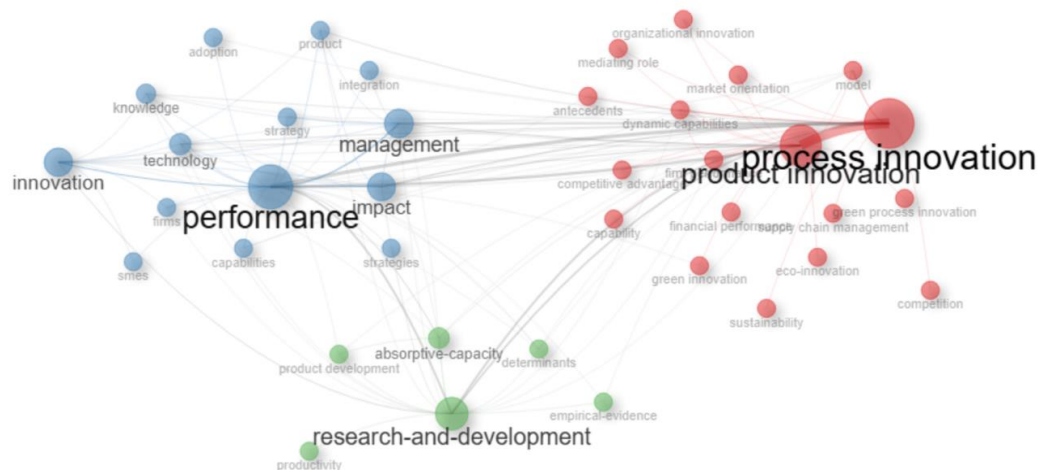 organizational innovation
product
adoption
mediating role
integration
market orientation
model
knowledge
antecedents
strategy
dynamic capabilities
management
technology
process innovation
product innovation
innovation
competitive advantage
impact
firms
performance
green process innovation
capability
financial performance
supply chain management
capabilities
strategies
smes
green innovation
eco-innovation
competition
sustainability
absorptive-capacity
determinants
product development
empirical-evidence
research-and-development
productivity